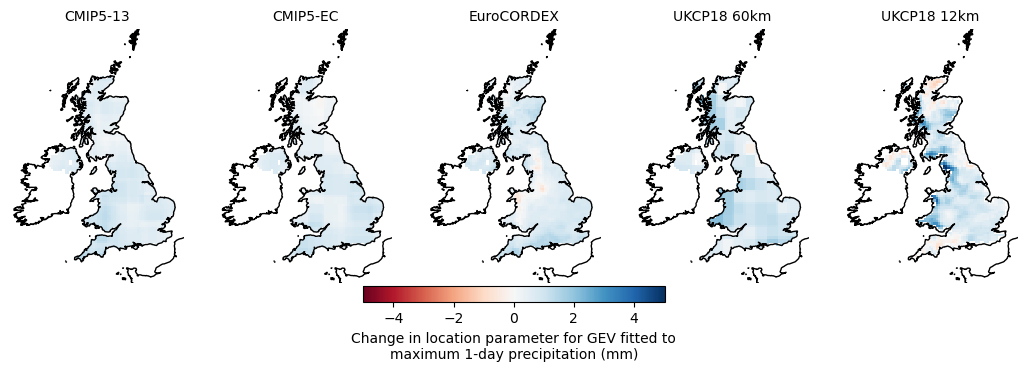 CMIP5-13 CMIP5-EC EuroCORDEX UKCP18 60km UKCP18 12km
−4 −2 0 2 4
Change in location parameter for GEV fitted to
maximum 1-day precipitation (mm)